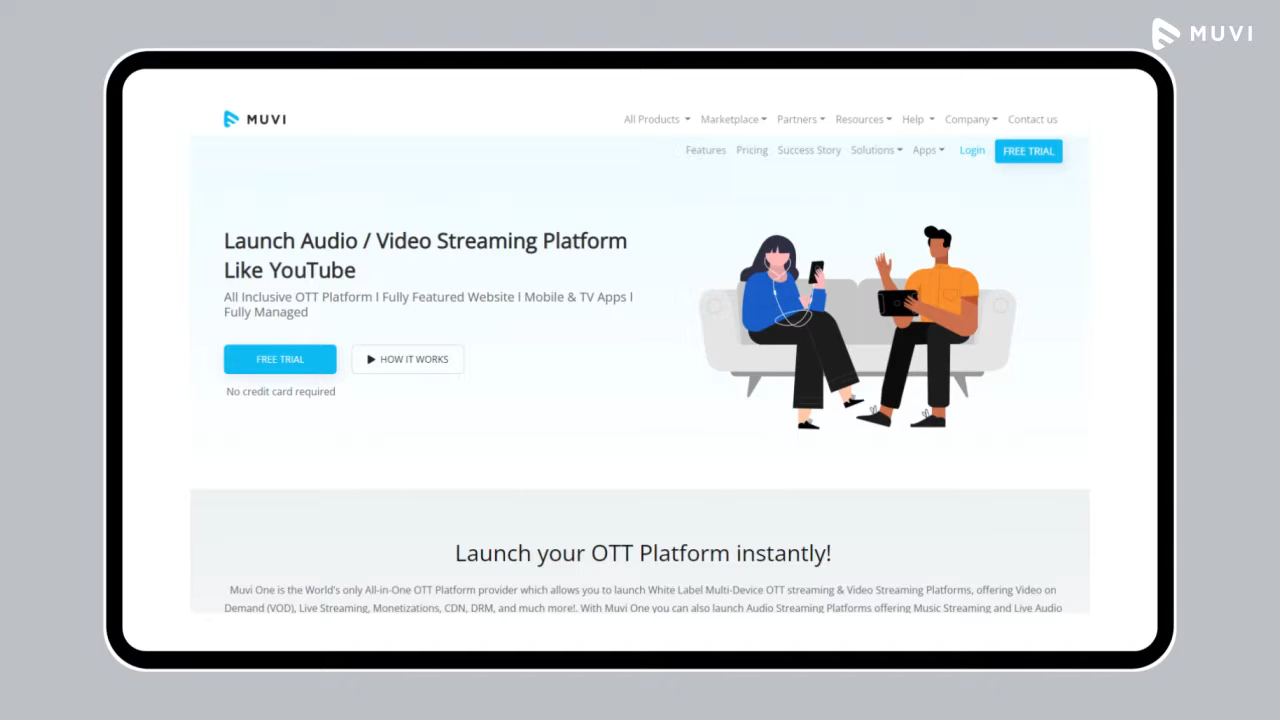 MUVI
MUVI
All Products Marketplace Partners Resources Help Company Contact us
Features Pricing Success Story Solutions Apps Login FREE TRIAL
Launch Audio / Video Streaming Platform
Like YouTube
All Inclusive OTT Platform l Fully Featured Website l Mobile & TV Apps l
Fully Managed
FREE TRIAL HOW IT WORKS
No credit card required
Launch your OTT Platform instantly!
Muvi One is the World's only All-in-One OTT Platform provider which allows you to launch White Label Multi-Device OTT streaming & Video Streaming Platforms, offering Video on
Demand (VOD), Live Streaming, Monetizations, CDN, DRM, and much more!. With Muvi One you can also launch Audio Streaming Platforms offering Music Streaming and Live Audio